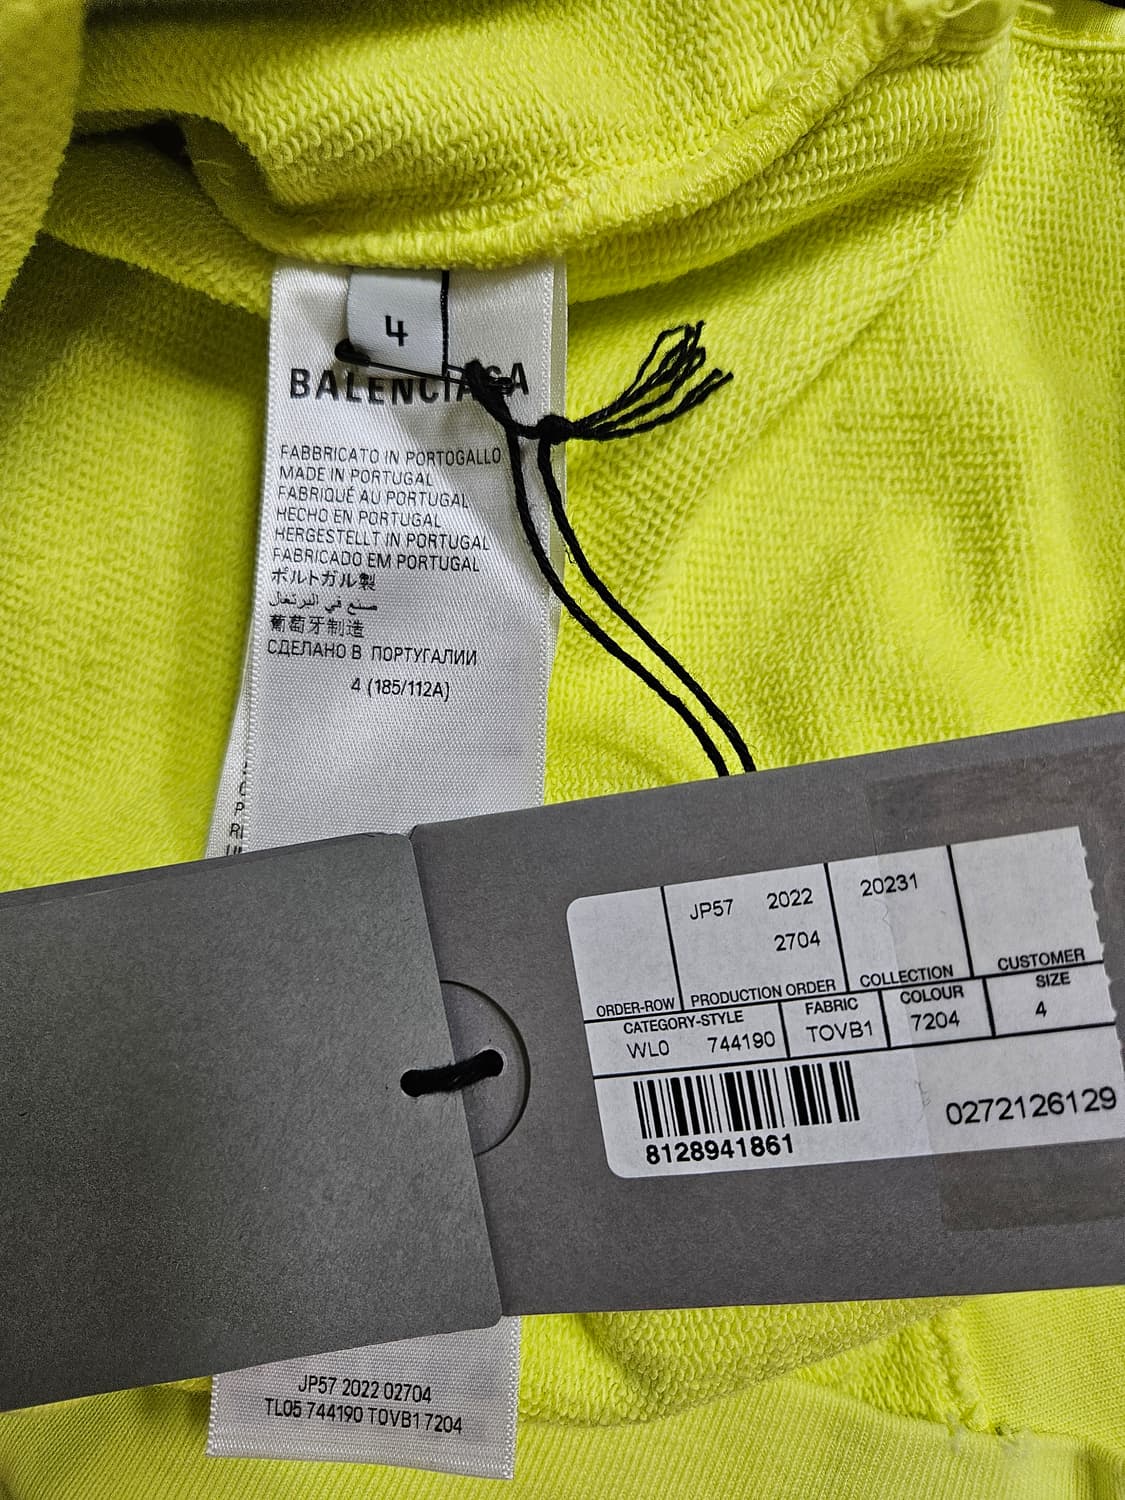 4
BALENCIAGA
FABBRICATO IN PORTOGALLO
MADE IN PORTUGAL
FABRIQUÉ AU PORTUGAL
HECHO EN PORTUGAL
HERGESTELLT IN PORTUGAL
FABRICADO EM PORTUGAL
ポルトガル製
صنع في البرتغال
葡萄牙制造
СДЕЛАНО В ПОРТУГАЛИИ
4 (185/112A)
JP57 2022 20231
2704
ORDER-ROW PRODUCTION ORDER COLLECTION CUSTOMER
CATEGORY-STYLE FABRIC COLOUR SIZE
WL0 744190 TOVB1 7204 4
8128941861
0272126129
JP57 2022 02704
TL05 744190 TOVB1 7204